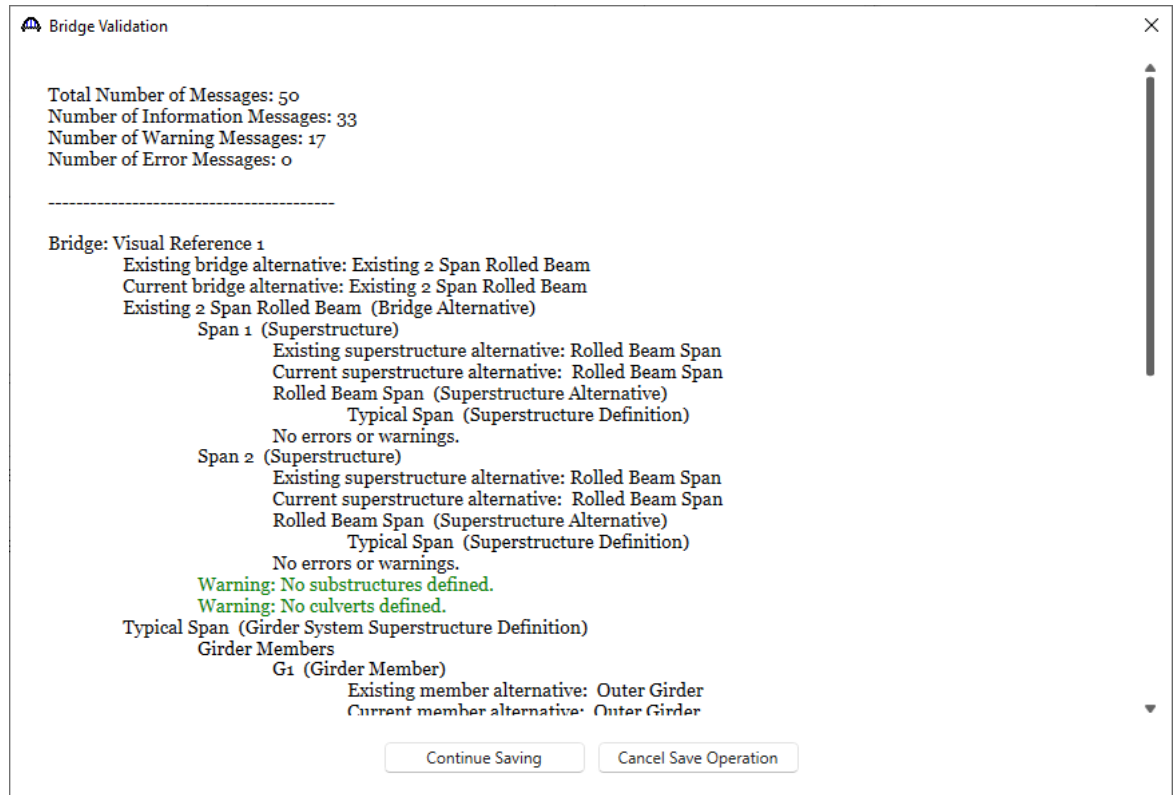 Bridge Validation
Total Number of Messages: 50
Number of Information Messages: 33
Number of Warning Messages: 17
Number of Error Messages: 0
-----------------------------------------
Bridge: Visual Reference 1
Existing bridge alternative: Existing 2 Span Rolled Beam
Current bridge alternative: Existing 2 Span Rolled Beam
Existing 2 Span Rolled Beam  (Bridge Alternative)
Span 1  (Superstructure)
Existing superstructure alternative: Rolled Beam Span
Current superstructure alternative:  Rolled Beam Span
Rolled Beam Span  (Superstructure Alternative)
Typical Span  (Superstructure Definition)
No errors or warnings.
Span 2  (Superstructure)
Existing superstructure alternative: Rolled Beam Span
Current superstructure alternative:  Rolled Beam Span
Rolled Beam Span  (Superstructure Alternative)
Typical Span  (Superstructure Definition)
No errors or warnings.
Warning: No substructures defined.
Warning: No culverts defined.
Typical Span  (Girder System Superstructure Definition)
Girder Members
G1  (Girder Member)
Existing member alternative:  Outer Girder
Current member alternative:  Outer Girder
Continue Saving
Cancel Save Operation